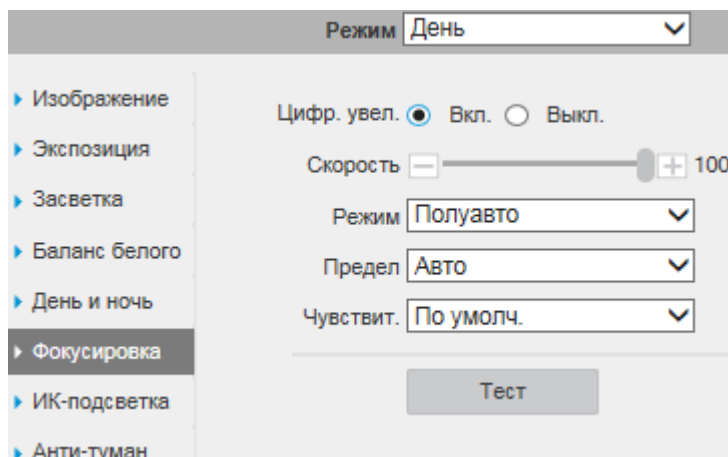 Режим День
Изображение
Экспозиция
Засветка
Баланс белого
День и ночь
Фокусировка
ИК-подсветка
Анти-туман
Цифр. увел. Вкл. Выкл.
Скорость 100
Режим Полуавто
Предел Авто
Чувствит. По умолч.
Тест